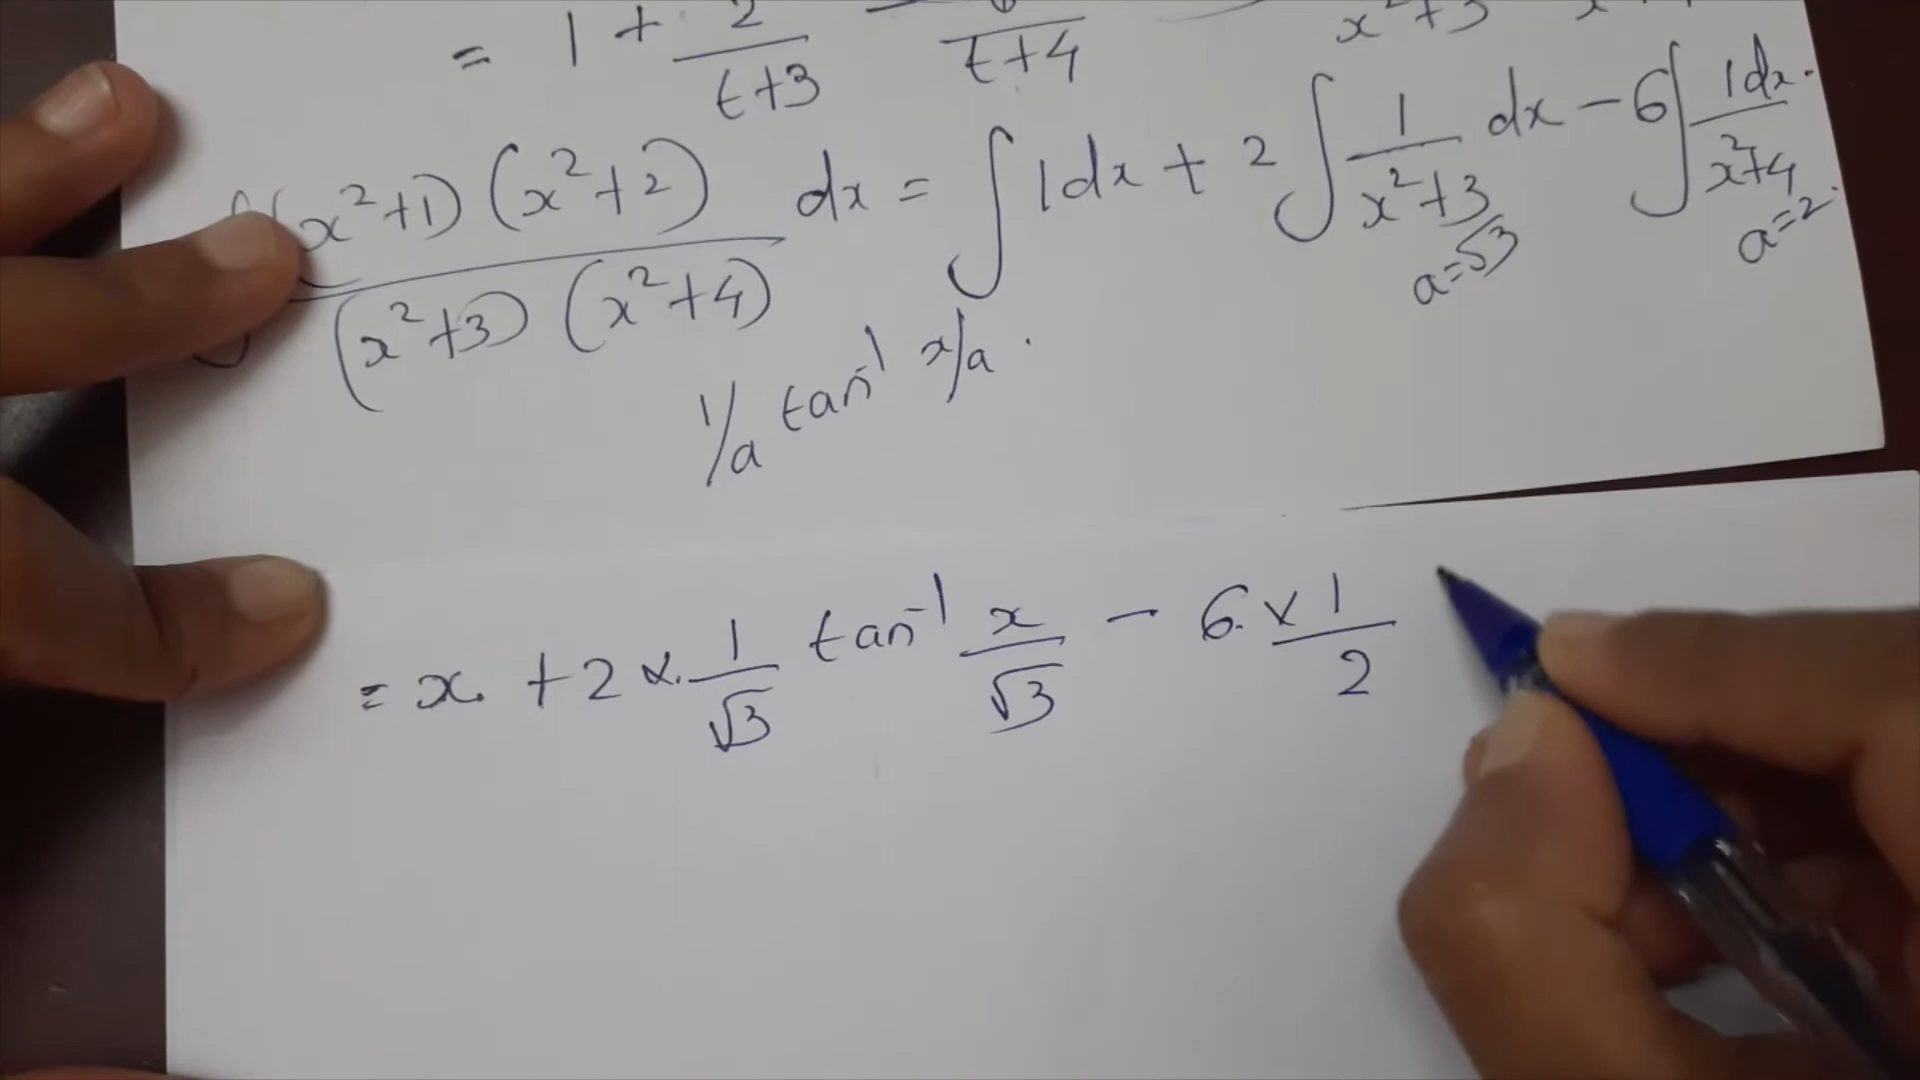 = 1 + 2/(t+3) - 6/(t+4)
x²+3
∫ (x²+1) (x²+2) / (x²+3) (x²+4) dx = ∫ 1dx + 2 ∫ 1/(x²+3) dx - 6 ∫ 1dx/(x²+4)
a=√3 a=2
1/a tan⁻¹ x/a
= x + 2 × 1/√3 tan⁻¹ x/√3 - 6 × 1/2